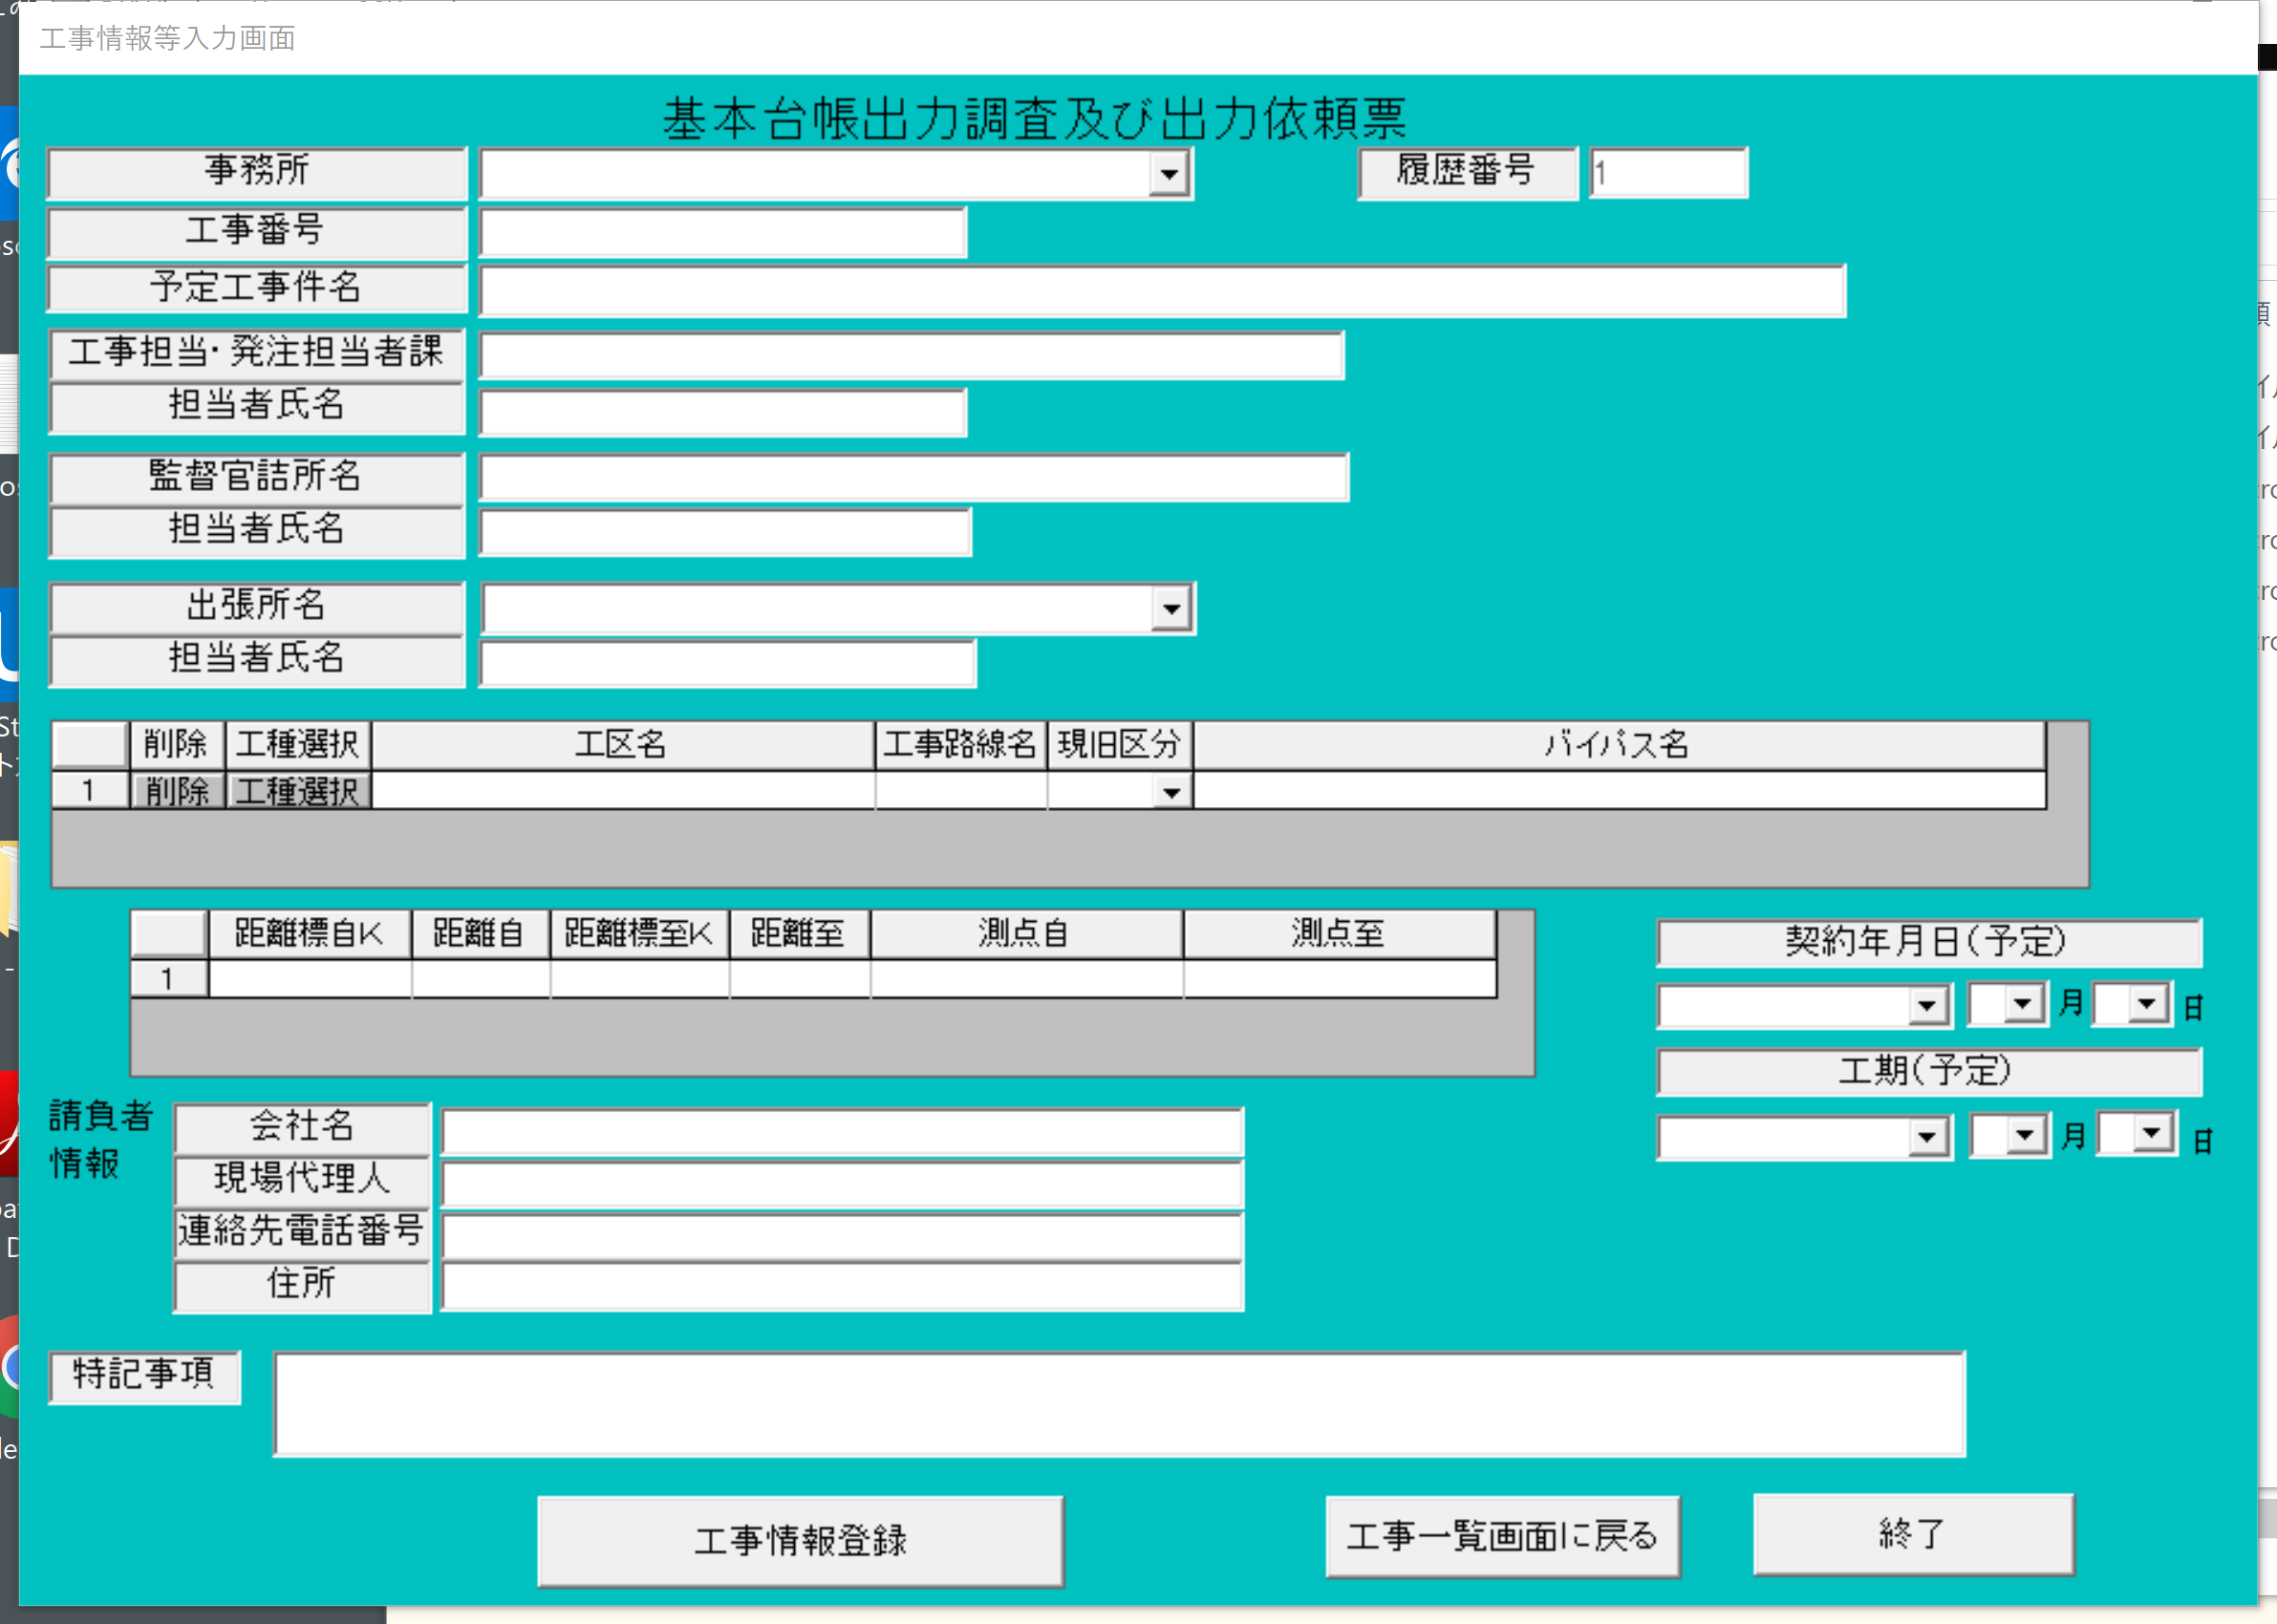 工事情報等入力画面
基本台帳出力調査及び出力依頼票
事務所
履歴番号 1
工事番号
予定工事件名
工事担当・発注担当者課
担当者氏名
監督官詰所名
担当者氏名
出張所名
担当者氏名
削除 工種選択 工区名 工事路線名 現旧区分 バイパス名
1 削除 工種選択
距離標自K 距離自 距離標至K 距離至 測点自 測点至
1
契約年月日(予定)
月 日
工期(予定)
月 日
請負者
情報
会社名
現場代理人
連絡先電話番号
住所
特記事項
工事情報登録 工事一覧画面に戻る 終了